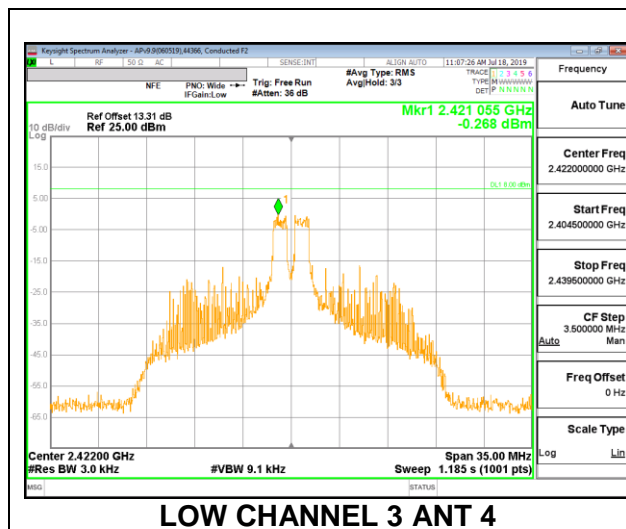 Keysight Spectrum Analyzer - APv9.9(060519),44366, Conducted F2
L RF 50 Ω AC SENSE:INT ALIGN AUTO 11:07:26 AM Jul 18, 2019
NFE PNO: Wide Trig: Free Run #Avg Type: RMS TRACE 1 2 3 4 5 6
IFGain:Low #Atten: 36 dB Avg|Hold: 3/3 TYPE MWWWWW
DET P N N N N N
Mkr1 2.421 055 GHz
-0.268 dBm
Ref Offset 13.31 dB
10 dB/div Ref 25.00 dBm
Log
15.0
DL1 8.00 dBm
5.00
1
-5.00
-15.0
-25.0
-35.0
-45.0
-55.0
-65.0
Center 2.42200 GHz Span 35.00 MHz
#Res BW 3.0 kHz #VBW 9.1 kHz Sweep 1.185 s (1001 pts)
MSG STATUS
Frequency
Auto Tune
Center Freq
2.422000000 GHz
Start Freq
2.404500000 GHz
Stop Freq
2.439500000 GHz
CF Step
3.500000 MHz
Auto Man
Freq Offset
0 Hz
Scale Type
Log Lin
LOW CHANNEL 3 ANT 4